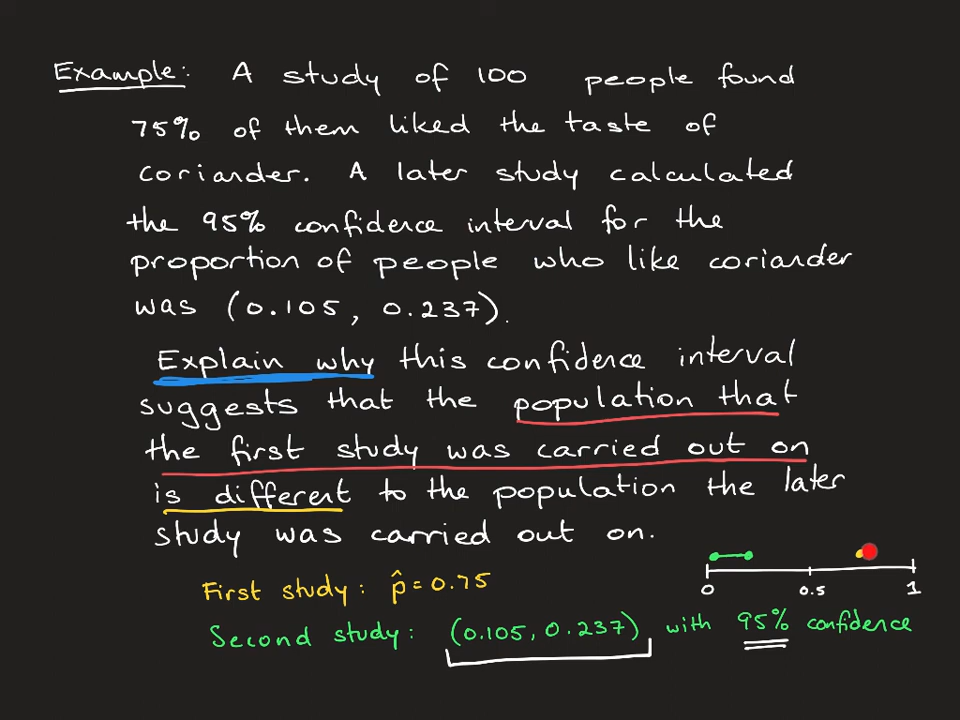 Example: A study of 100 people found
75% of them liked the taste of
coriander. A later study calculated
the 95% confidence interval for the
proportion of people who like coriander
was (0.105, 0.237).
Explain why this confidence interval
suggests that the population that
the first study was carried out on
is different to the population the later
study was carried out on.
0 0.5 1
First study: p̂ = 0.75
Second study: (0.105, 0.237) with 95% confidence